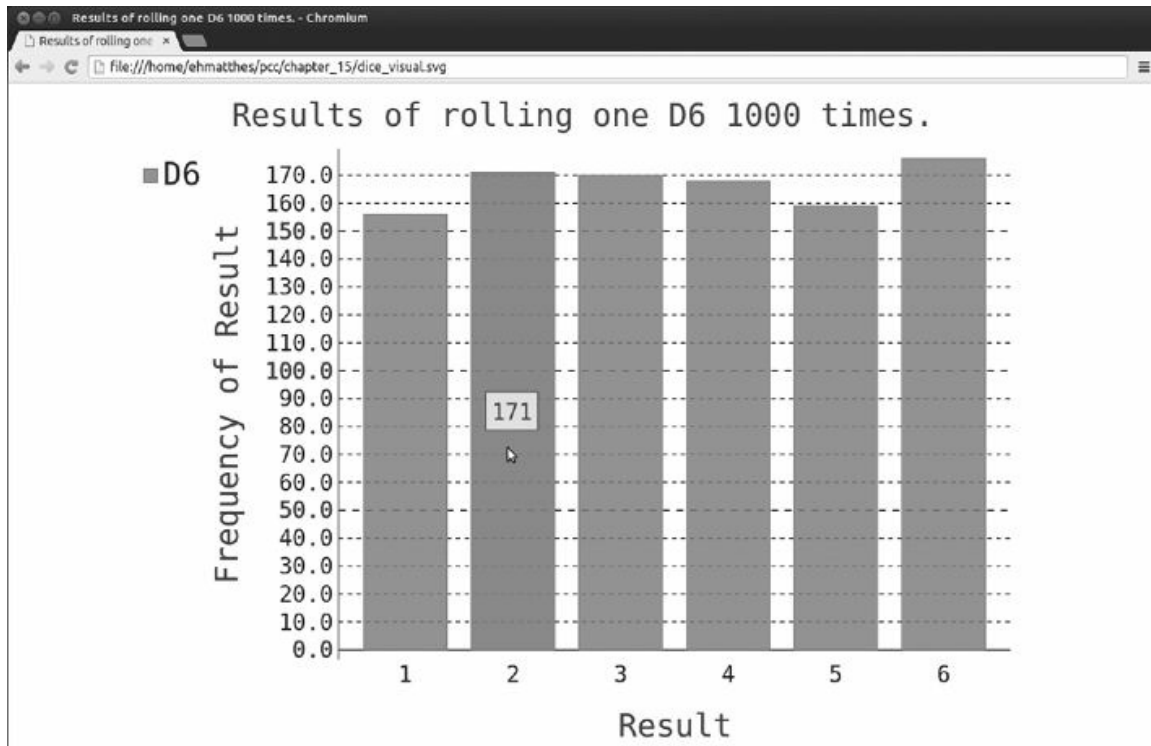 Results of rolling one D6 1000 times. - Chromium
Results of rolling one
file:///home/ehmatthes/pcc/chapter_15/dice_visual.svg
Results of rolling one D6 1000 times.
D6
Frequency of Result
170.0
160.0
150.0
140.0
130.0
120.0
110.0
100.0
90.0
80.0
70.0
60.0
50.0
40.0
30.0
20.0
10.0
0.0
171
1 2 3 4 5 6
Result